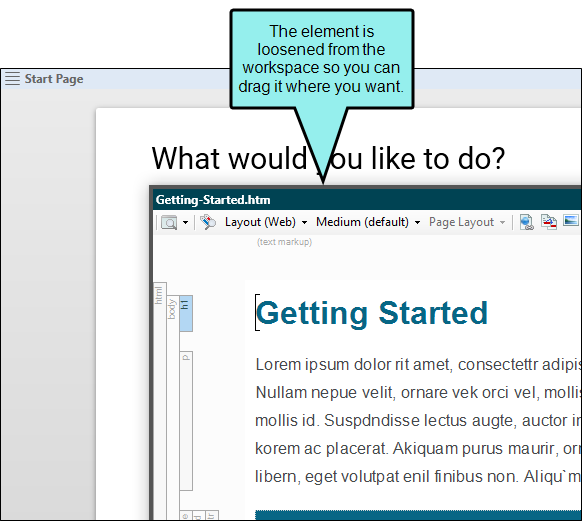 The element is
loosened from the
workspace so you can
drag it where you want.
Start Page
What would you like to do?
Getting-Started.htm
Layout (Web) Medium (default) Page Layout
(text markup)
html
body
h1
Getting Started
p
Lorem ipsum dolor rit amet, consectettr adipis
Nullam nepue velit, ornare vek orci vel, mollis
mollis id. Suspdndisse lectus augte, auctor in
korem ac placerat. Akiquam purus maurir, orn
libern, eget volutpat enil finibus non. Aliqu`m